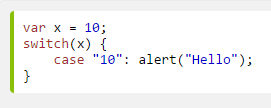 var x = 10;
switch(x) {
    case "10": alert("Hello");
}